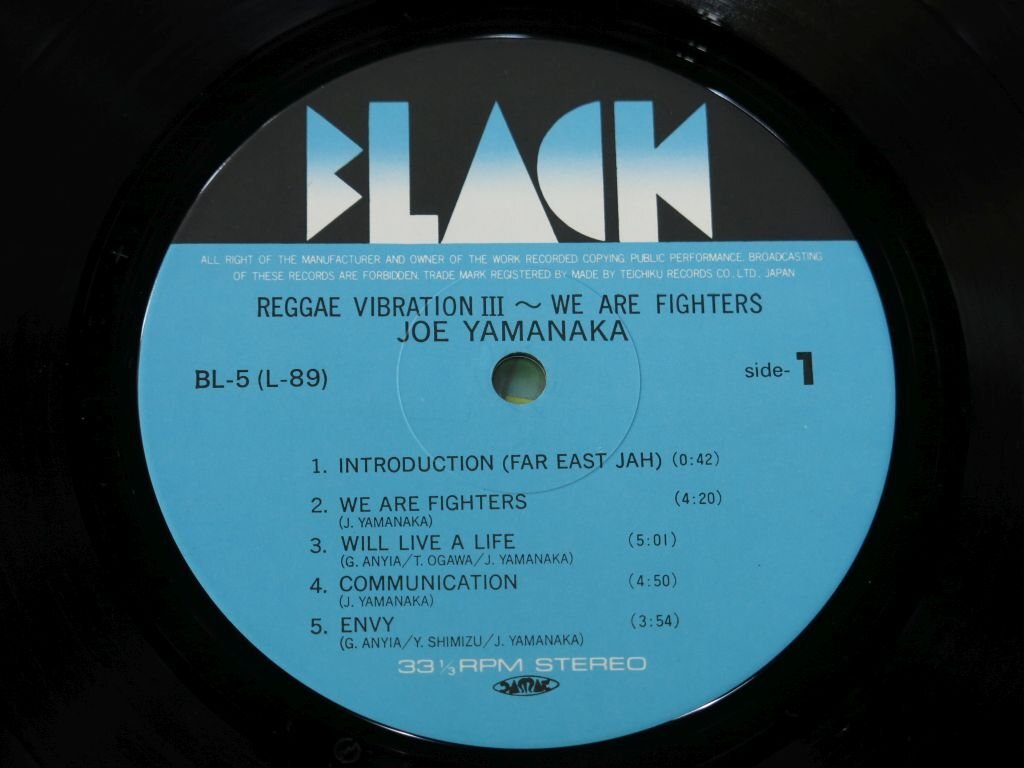 BLACK
ALL RIGHT OF THE MANUFACTURER AND OWNER OF THE WORK RECORDED COPYING, PUBLIC PERFORMANCE, BROADCASTING
OF THESE RECORDS ARE FORBIDDEN. TRADE MARK REGISTERED BY MADE BY TEICHIKU RECORDS CO., LTD., JAPAN
REGGAE VIBRATION III ~ WE ARE FIGHTERS
JOE YAMANAKA
BL-5 (L-89) side-1
1. INTRODUCTION (FAR EAST JAH) (0:42)
2. WE ARE FIGHTERS (4:20)
(J. YAMANAKA)
3. WILL LIVE A LIFE (5:01)
(G. ANYIA/T. OGAWA/J. YAMANAKA)
4. COMMUNICATION (4:50)
(J. YAMANAKA)
5. ENVY (3:54)
(G. ANYIA/Y. SHIMIZU/J. YAMANAKA)
33 1/3 RPM STEREO